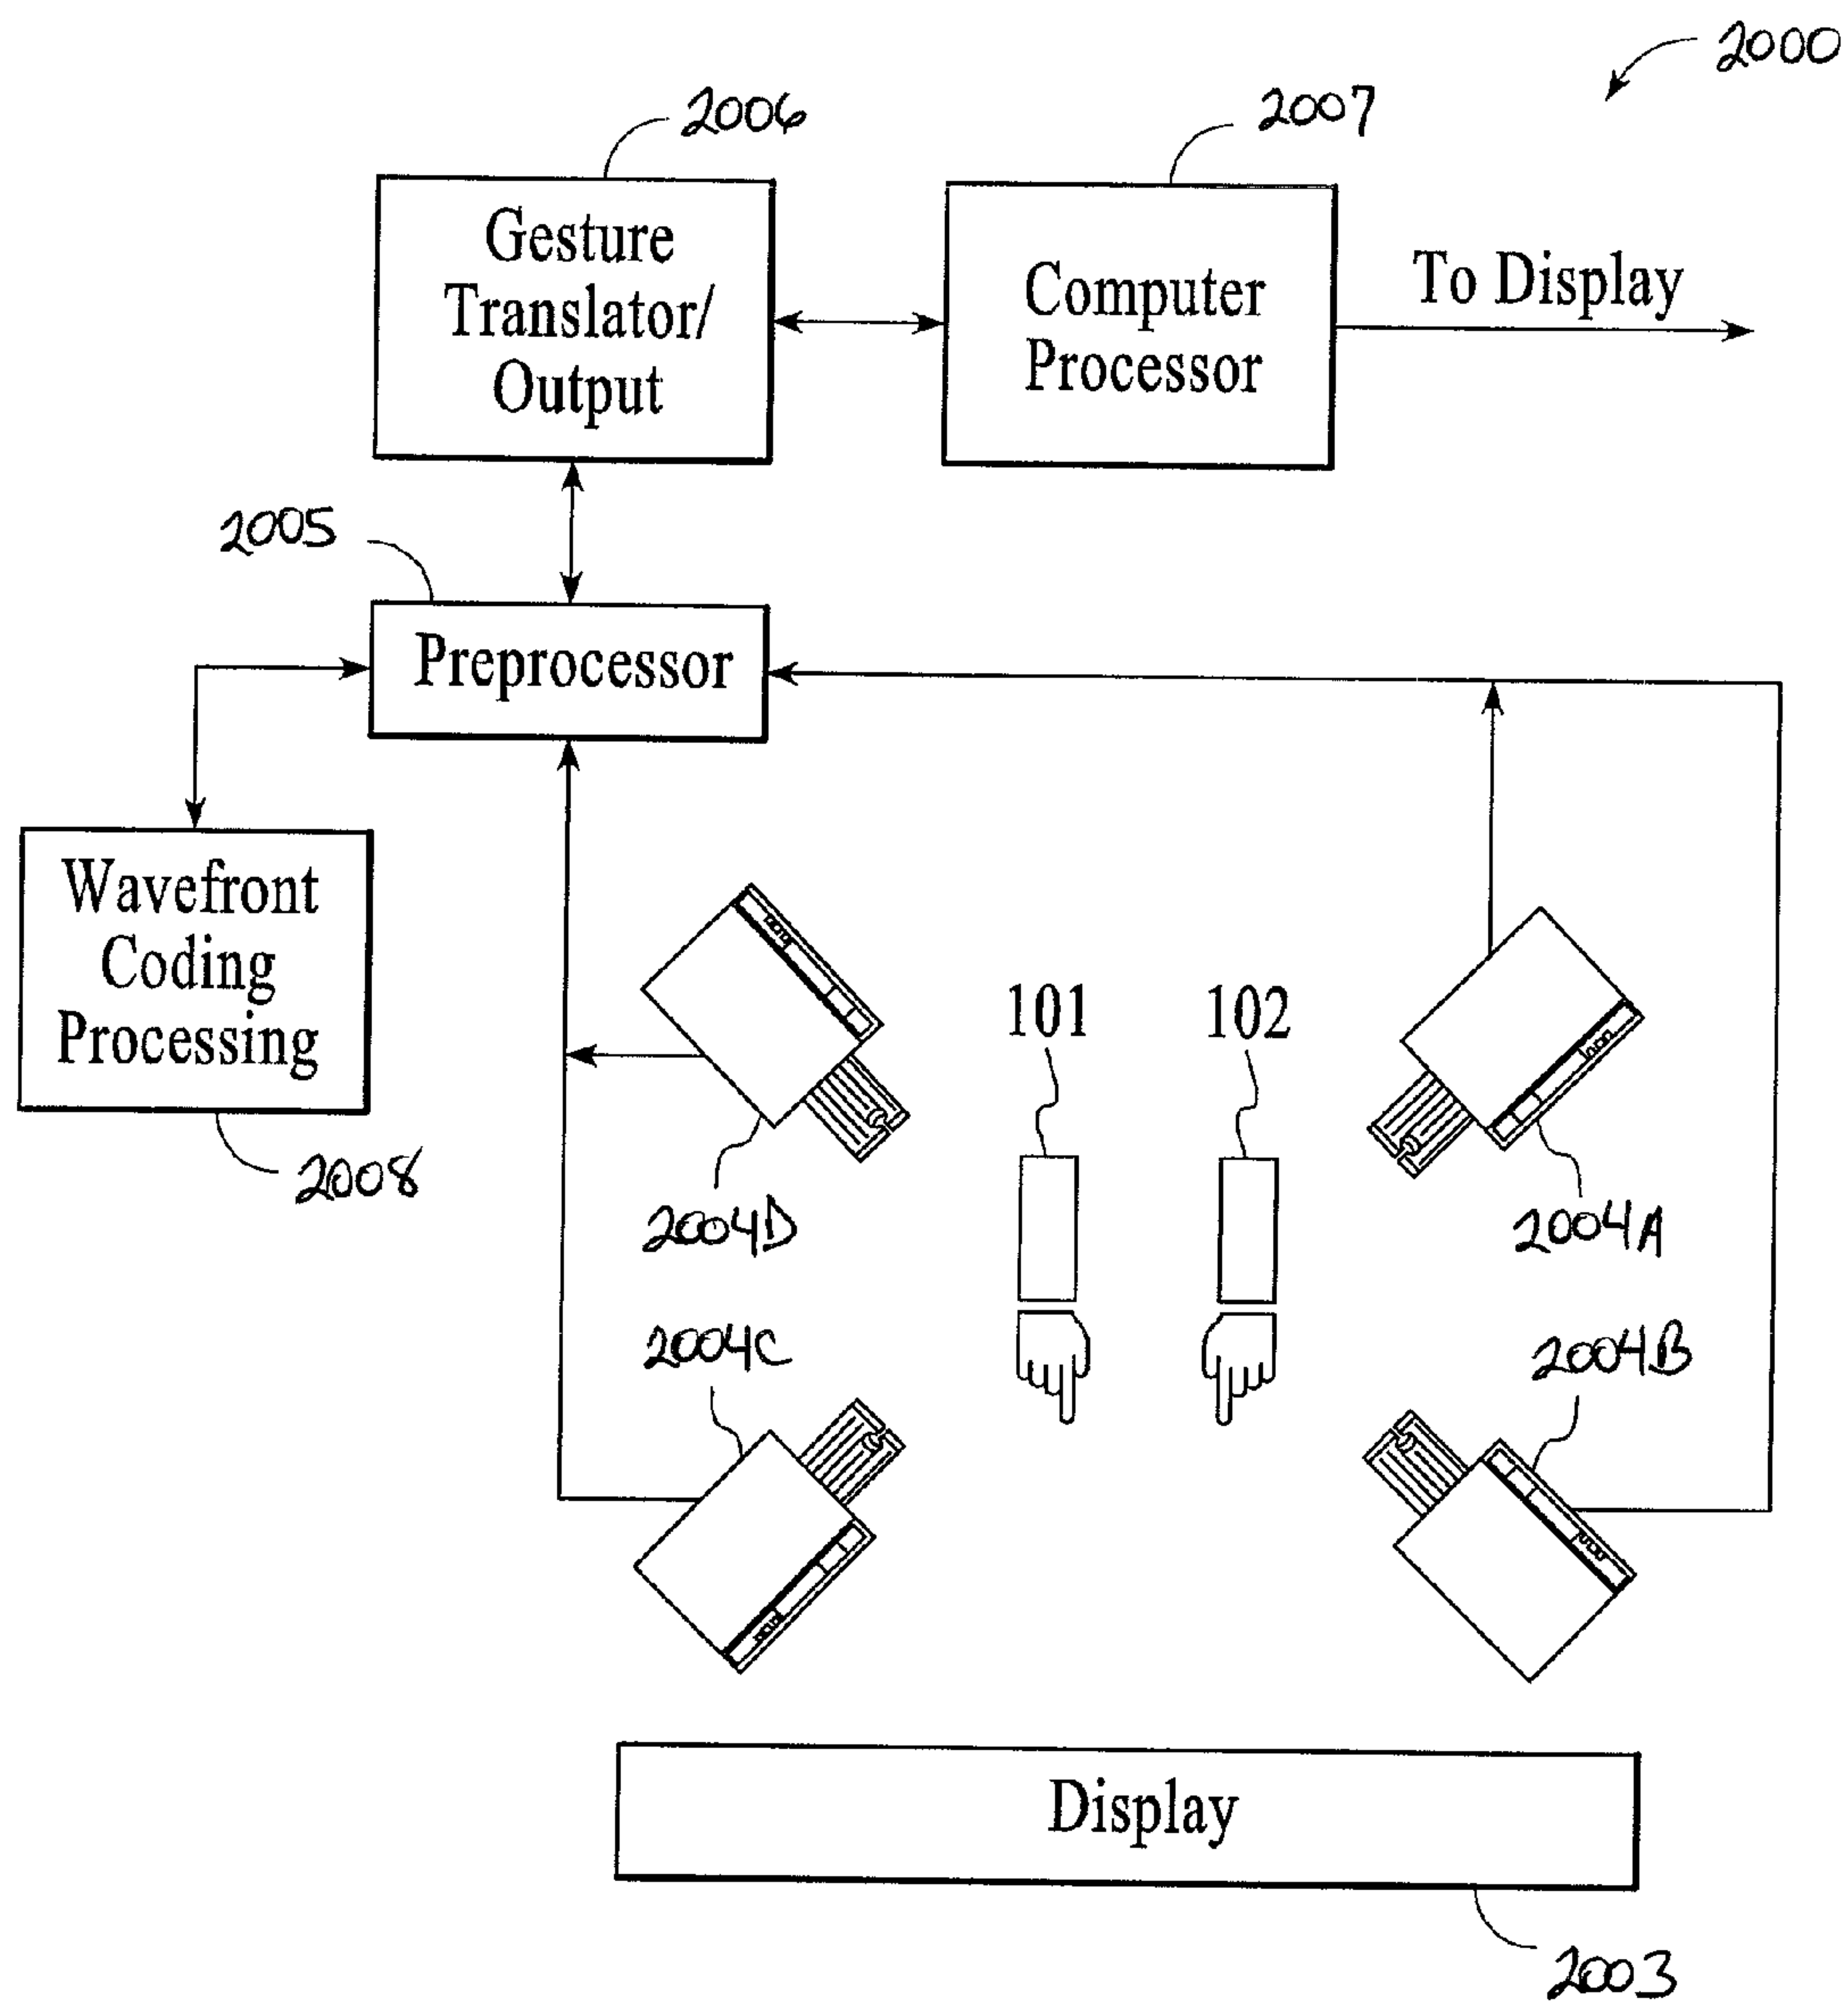 2000
2006
2007
Gesture
Translator/
Output
Computer
Processor
To Display
2005
Preprocessor
Wavefront
Coding
Processing
2008
101
102
2004D
2004A
2004C
2004B
Display
2003